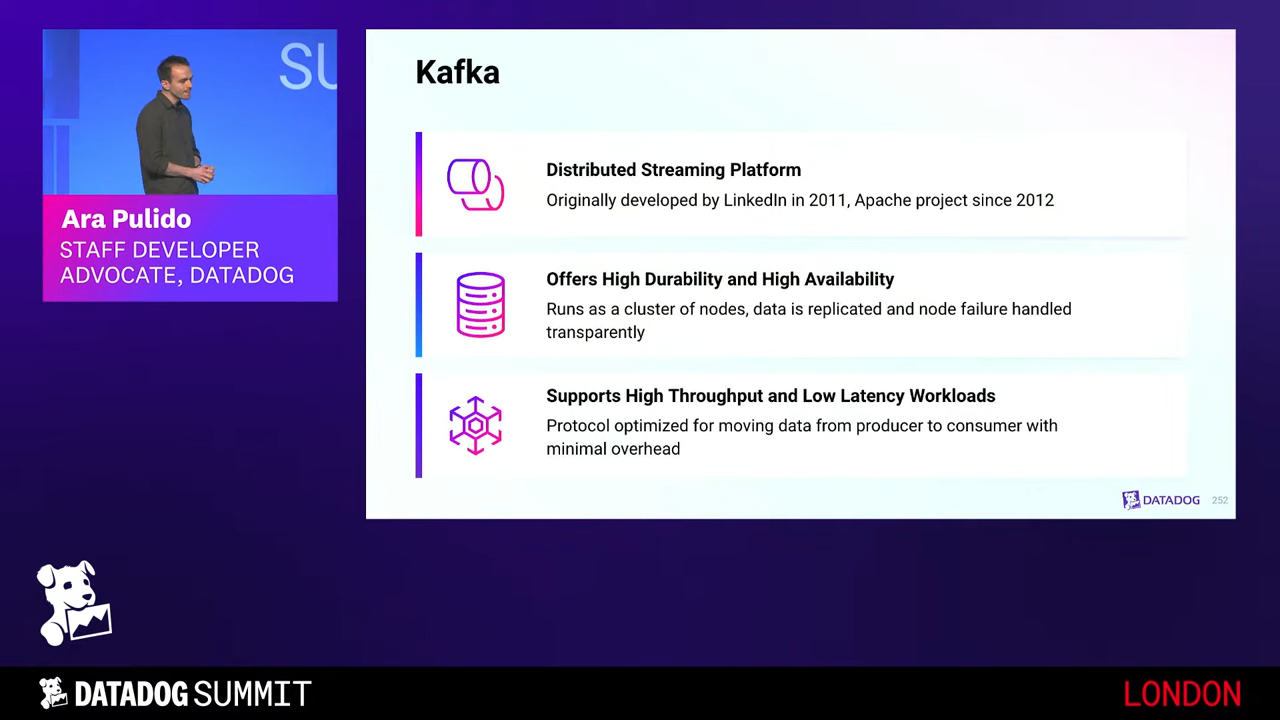 SU
Ara Pulido
STAFF DEVELOPER
ADVOCATE, DATADOG
Kafka
Distributed Streaming Platform
Originally developed by LinkedIn in 2011, Apache project since 2012
Offers High Durability and High Availability
Runs as a cluster of nodes, data is replicated and node failure handled
transparently
Supports High Throughput and Low Latency Workloads
Protocol optimized for moving data from producer to consumer with
minimal overhead
DATADOG 252
DATADOG SUMMIT
LONDON